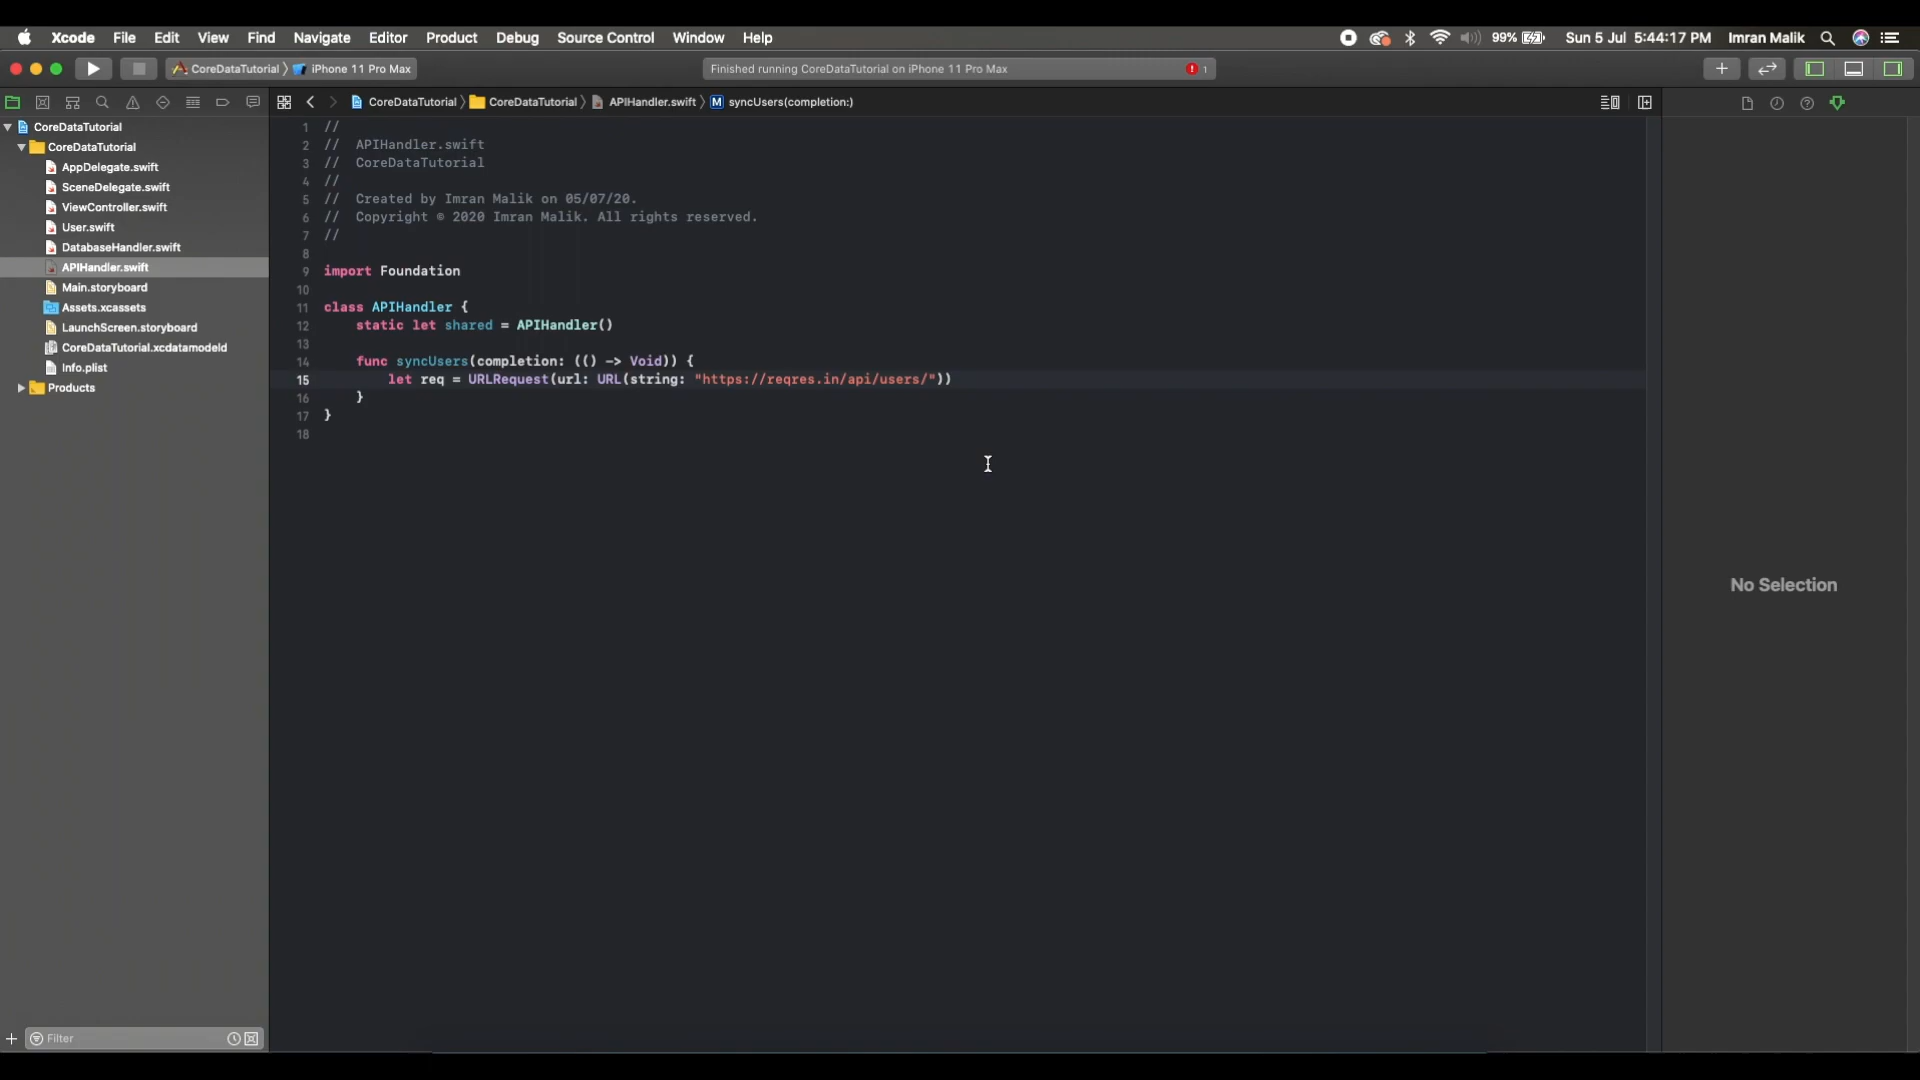 Xcode File Edit View Find Navigate Editor Product Debug Source Control Window Help 99% Sun 5 Jul 5:44:17 PM Imran Malik
CoreDataTutorial iPhone 11 Pro Max Finished running CoreDataTutorial on iPhone 11 Pro Max 1
CoreDataTutorial CoreDataTutorial APIHandler.swift M syncUsers(completion:)
CoreDataTutorial
CoreDataTutorial
AppDelegate.swift
SceneDelegate.swift
ViewController.swift
User.swift
DatabaseHandler.swift
APIHandler.swift
Main.storyboard
Assets.xcassets
LaunchScreen.storyboard
CoreDataTutorial.xcdatamodeld
Info.plist
Products
Filter
1 //
2 // APIHandler.swift
3 // CoreDataTutorial
4 //
5 // Created by Imran Malik on 05/07/20.
6 // Copyright © 2020 Imran Malik. All rights reserved.
7 //
8
9 import Foundation
10
11 class APIHandler {
12 static let shared = APIHandler()
13
14 func syncUsers(completion: (() -> Void)) {
15 let req = URLRequest(url: URL(string: "https://reqres.in/api/users/"))
16 }
17 }
18
No Selection